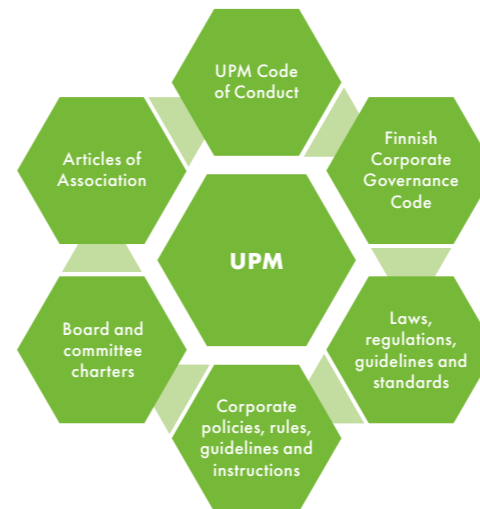 UPM Code
of Conduct
Finnish
Corporate
Governance
Code
Articles of
Association
UPM
Laws,
regulations,
guidelines and
standards
Board and
committee
charters
Corporate
policies, rules,
guidelines and
instructions